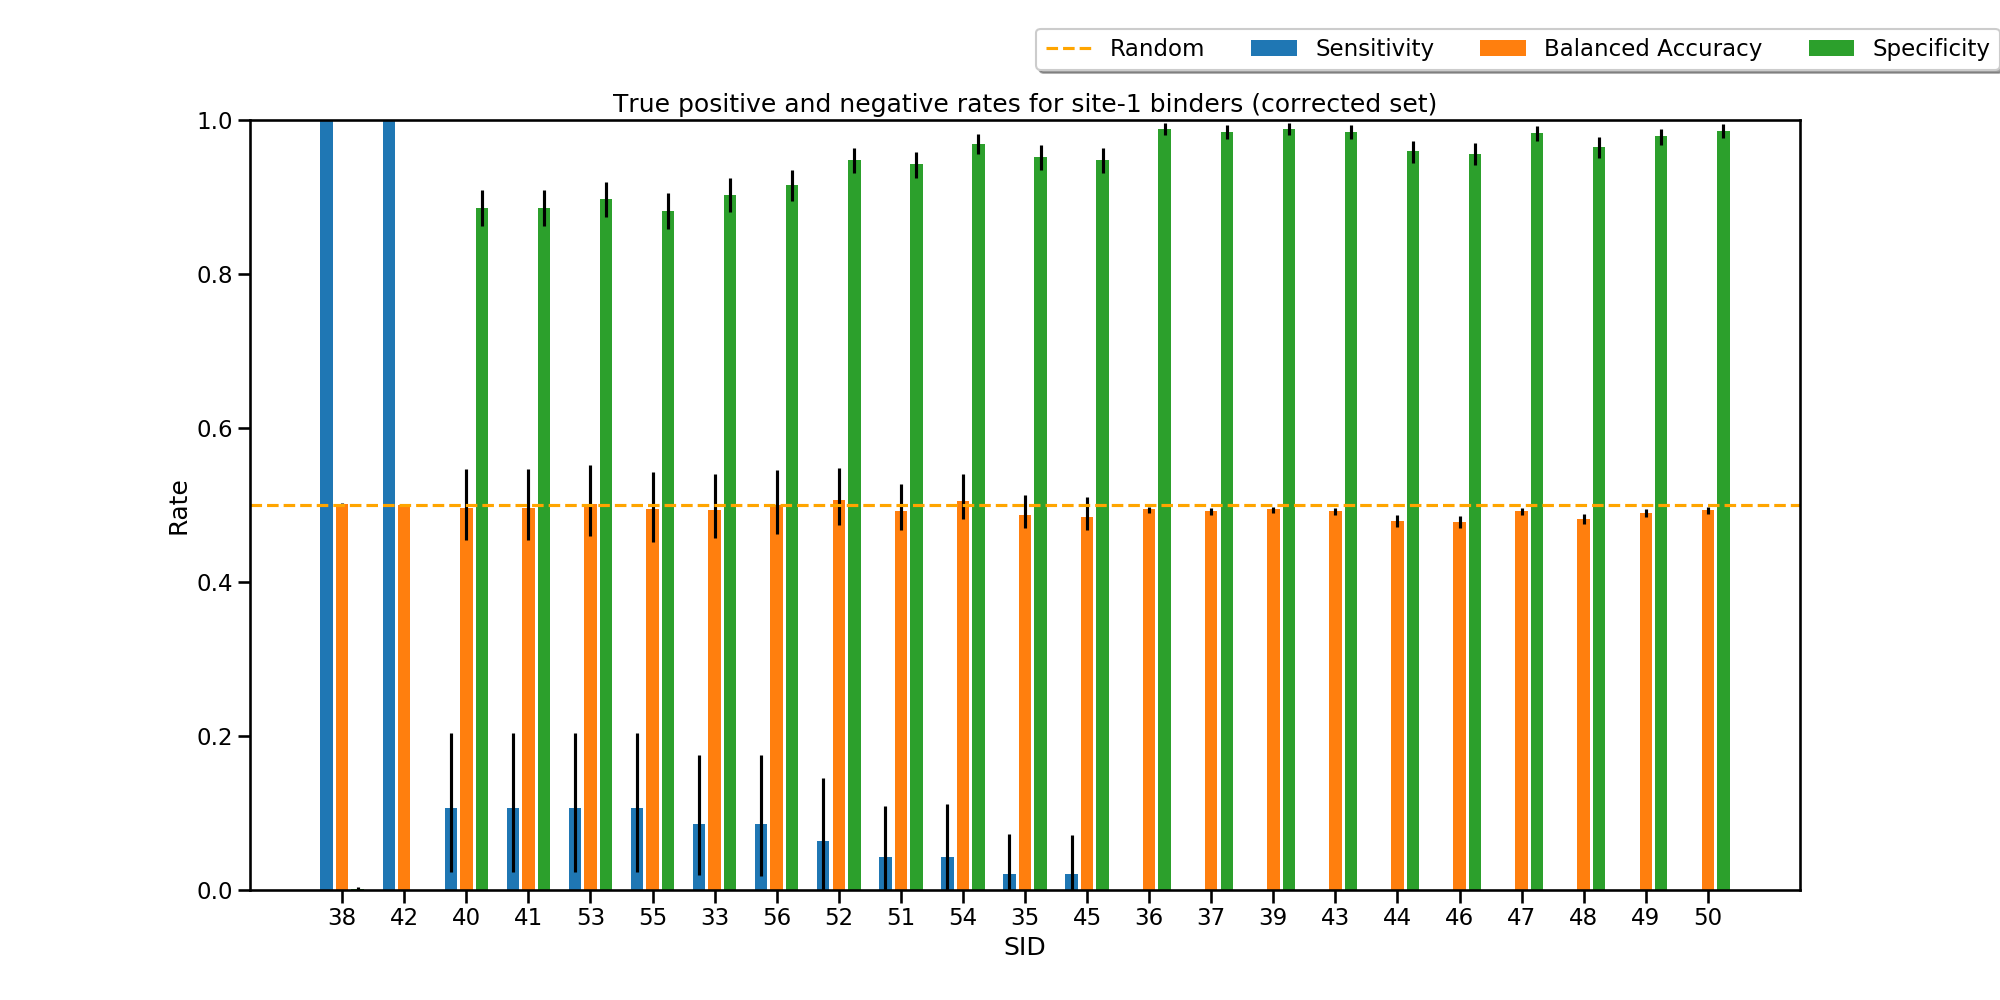 Random Sensitivity Balanced Accuracy Specificity
True positive and negative rates for site-1 binders (corrected set)
1.0
0.8
0.6
0.4
0.2
0.0
Rate
38 42 40 41 53 55 33 56 52 51 54 35 45 36 37 39 43 44 46 47 48 49 50
SID